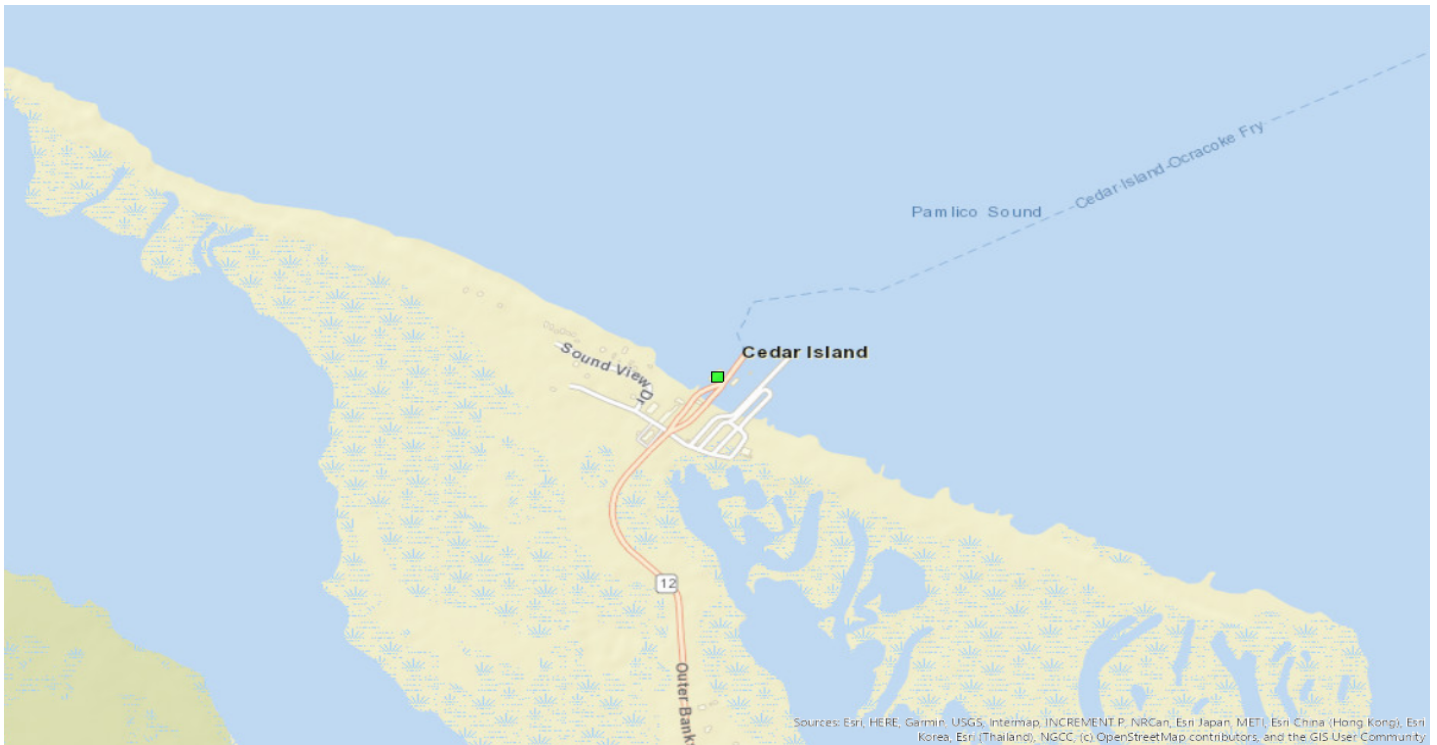 Cedar Island-Ocracoke Fry
Pamlico Sound
Cedar Island
Sound View Dr
12
Outer Bank
Sources: Esri, HERE, Garmin, USGS, Intermap, INCREMENT P, NRCan, Esri Japan, METI, Esri China (Hong Kong), Esri
Korea, Esri (Thailand), NGCC, (c) OpenStreetMap contributors, and the GIS User Community